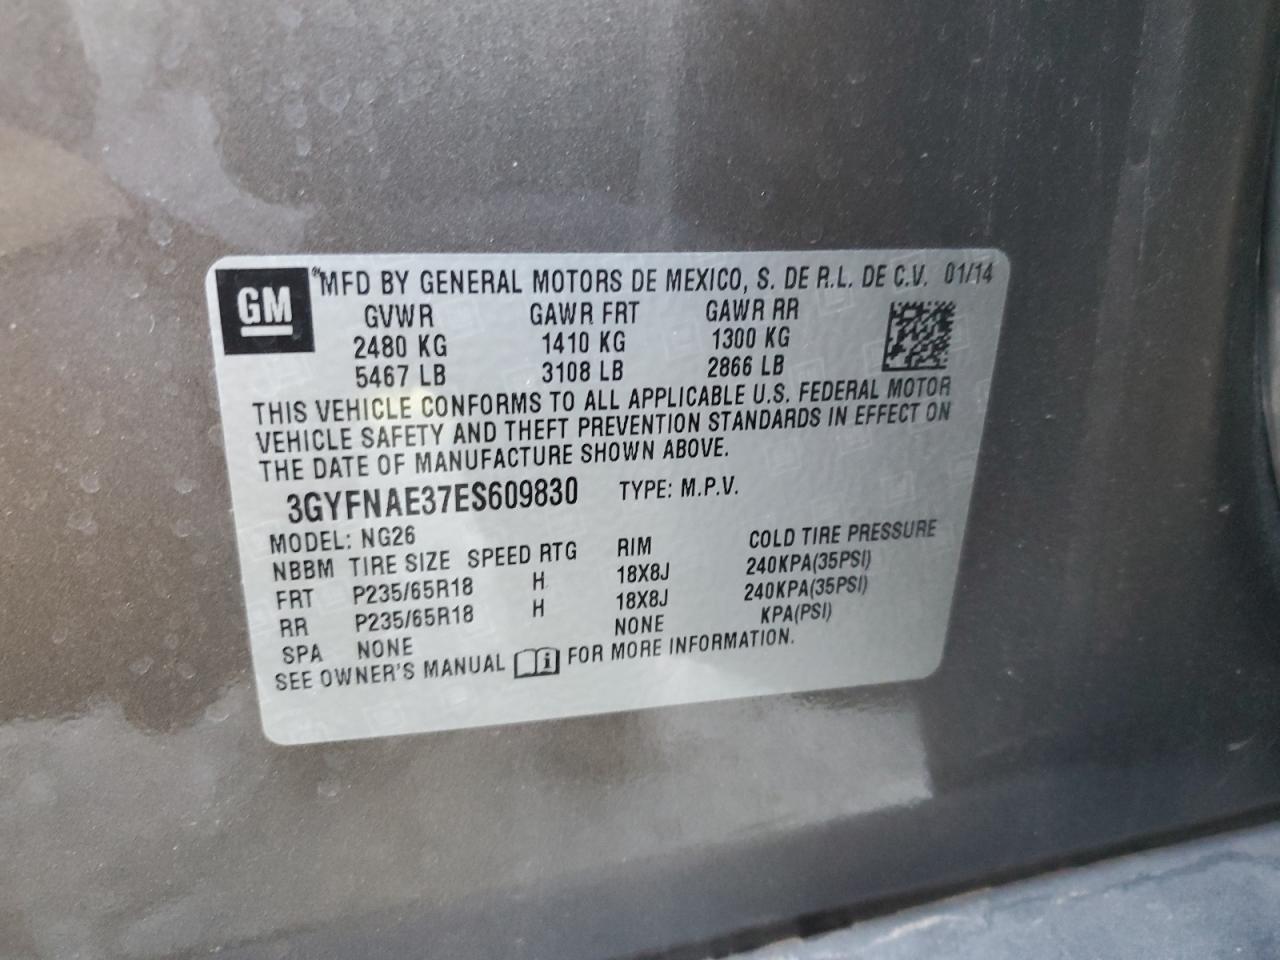 GM
MFD BY GENERAL MOTORS DE MEXICO, S. DE R.L. DE C.V. 01/14
GVWR GAWR FRT GAWR RR
2480 KG 1410 KG 1300 KG
5467 LB 3108 LB 2866 LB
THIS VEHICLE CONFORMS TO ALL APPLICABLE U.S. FEDERAL MOTOR
VEHICLE SAFETY AND THEFT PREVENTION STANDARDS IN EFFECT ON
THE DATE OF MANUFACTURE SHOWN ABOVE.
3GYFNAE37ES609830 TYPE: M.P.V.
MODEL: NG26
NBBM TIRE SIZE SPEED RTG RIM COLD TIRE PRESSURE
FRT P235/65R18 H 18X8J 240KPA(35PSI)
RR P235/65R18 H 18X8J 240KPA(35PSI)
SPA NONE NONE KPA(PSI)
SEE OWNER'S MANUAL i FOR MORE INFORMATION.